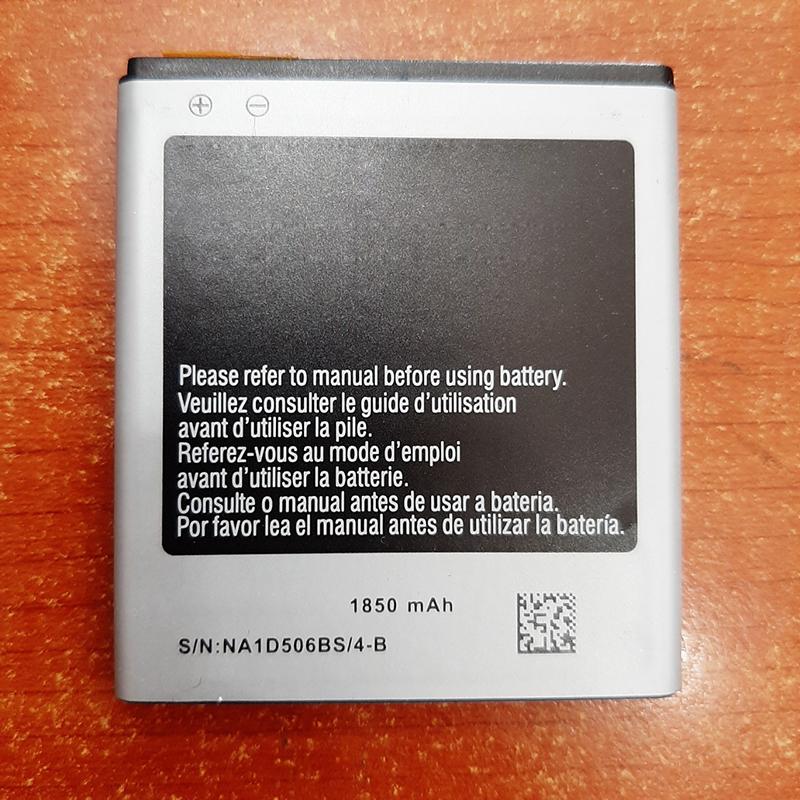 + −
Please refer to manual before using battery.
Veuillez consulter le guide d'utilisation
avant d'utiliser la pile.
Referez-vous au mode d'emploi
avant d'utiliser la batterie.
Consulte o manual antes de usar a bateria.
Por favor lea el manual antes de utilizar la batería.
1850 mAh
S/N:NA1D506BS/4-B